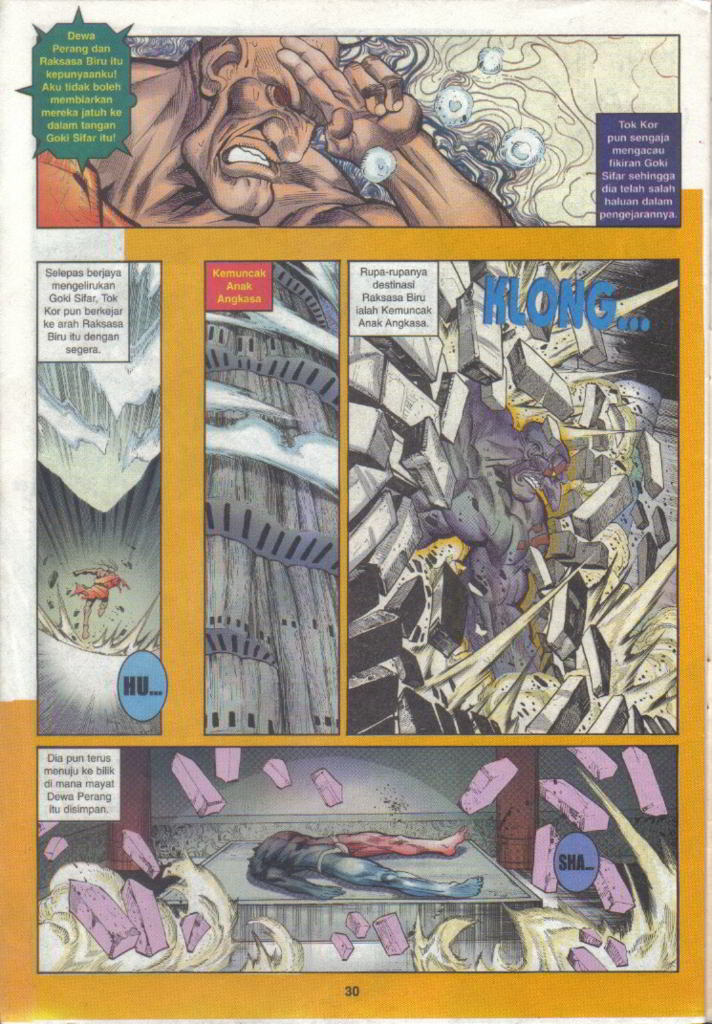 Dewa
Perang dan
Raksasa Biru itu
kepunyaanku!
Aku tidak boleh
membiarkan
mereka jatuh ke
dalam tangan
Goki Sifar itu!
Tok Kor
pun sengaja
mengacau
fikiran Goki
Sifar sehingga
dia telah salah
haluan dalam
pengejarannya.
Selepas berjaya
mengelirukan
Goki Sifar, Tok
Kor pun berkejar
ke arah Raksasa
Biru itu dengan
segera.
HU...
Kemuncak
Anak
Angkasa
Rupa-rupanya
destinasi
Raksasa Biru
ialah Kemuncak
Anak Angkasa.
KLONG...
Dia pun terus
menuju ke bilik
di mana mayat
Dewa Perang
itu disimpan.
SHA...
30